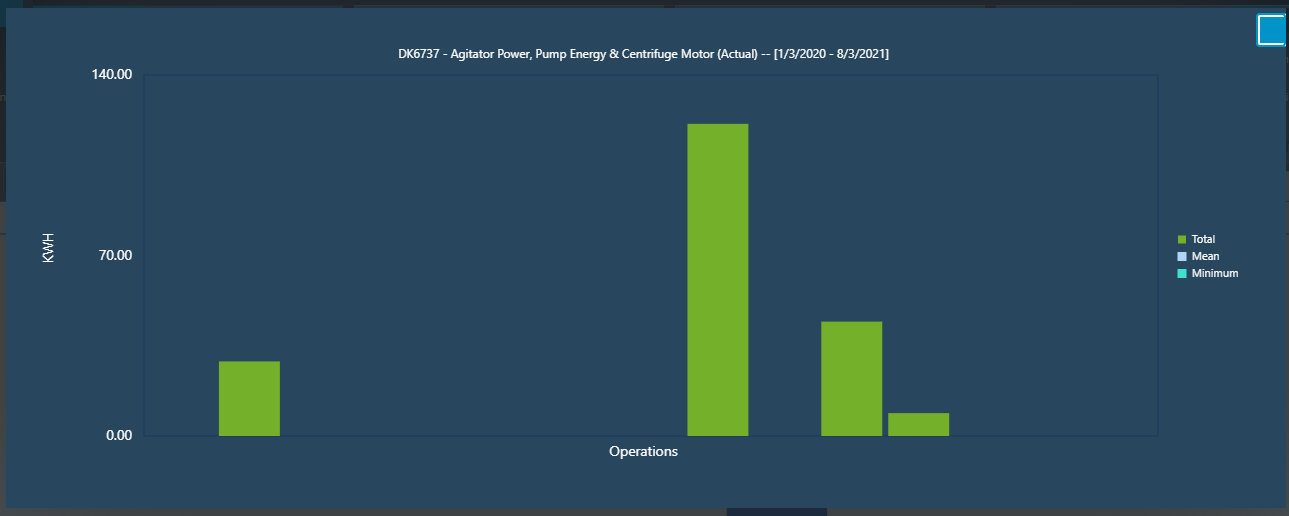 DK6737 - Agitator Power, Pump Energy & Centrifuge Motor (Actual) -- [1/3/2020 - 8/3/2021]
140.00
70.00
0.00
KWH
Operations
Total
Mean
Minimum